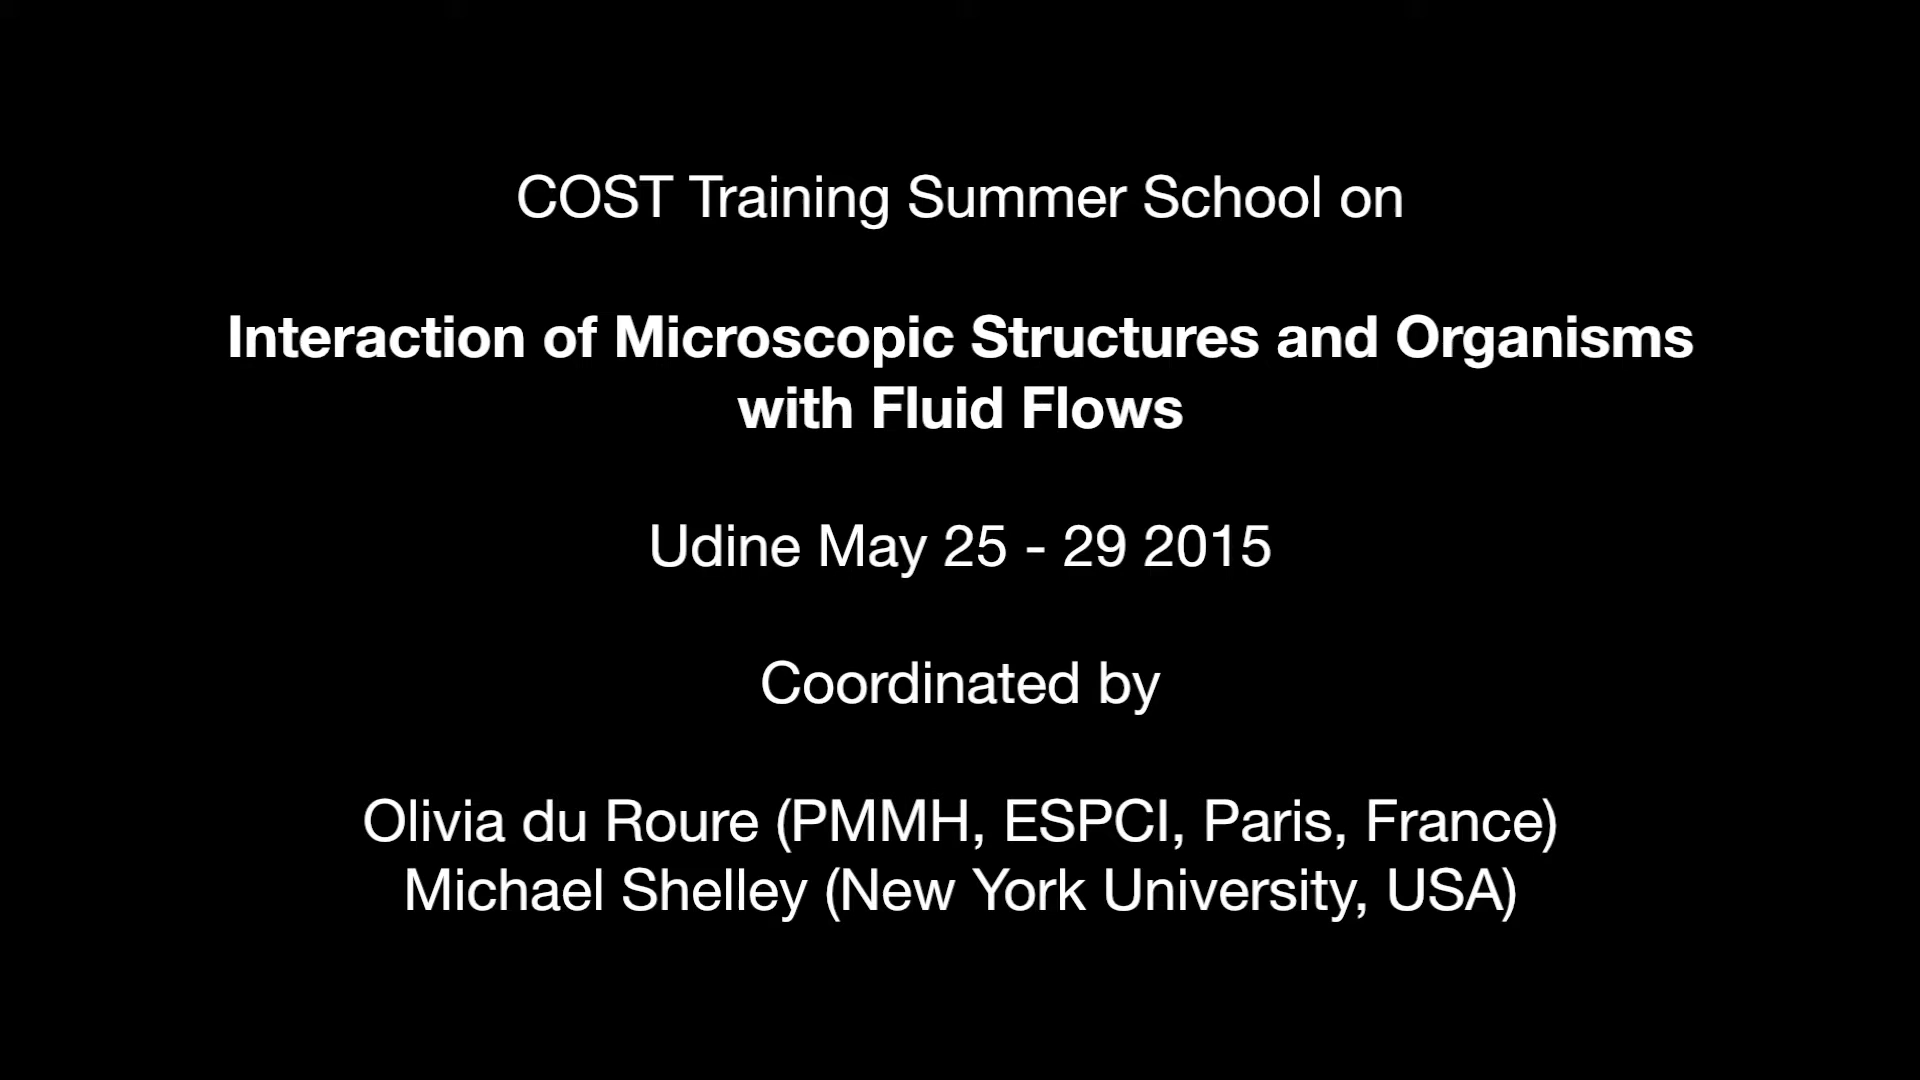 COST Training Summer School on
Interaction of Microscopic Structures and Organisms
with Fluid Flows
Udine May 25 - 29 2015
Coordinated by
Olivia du Roure (PMMH, ESPCI, Paris, France)
Michael Shelley (New York University, USA)